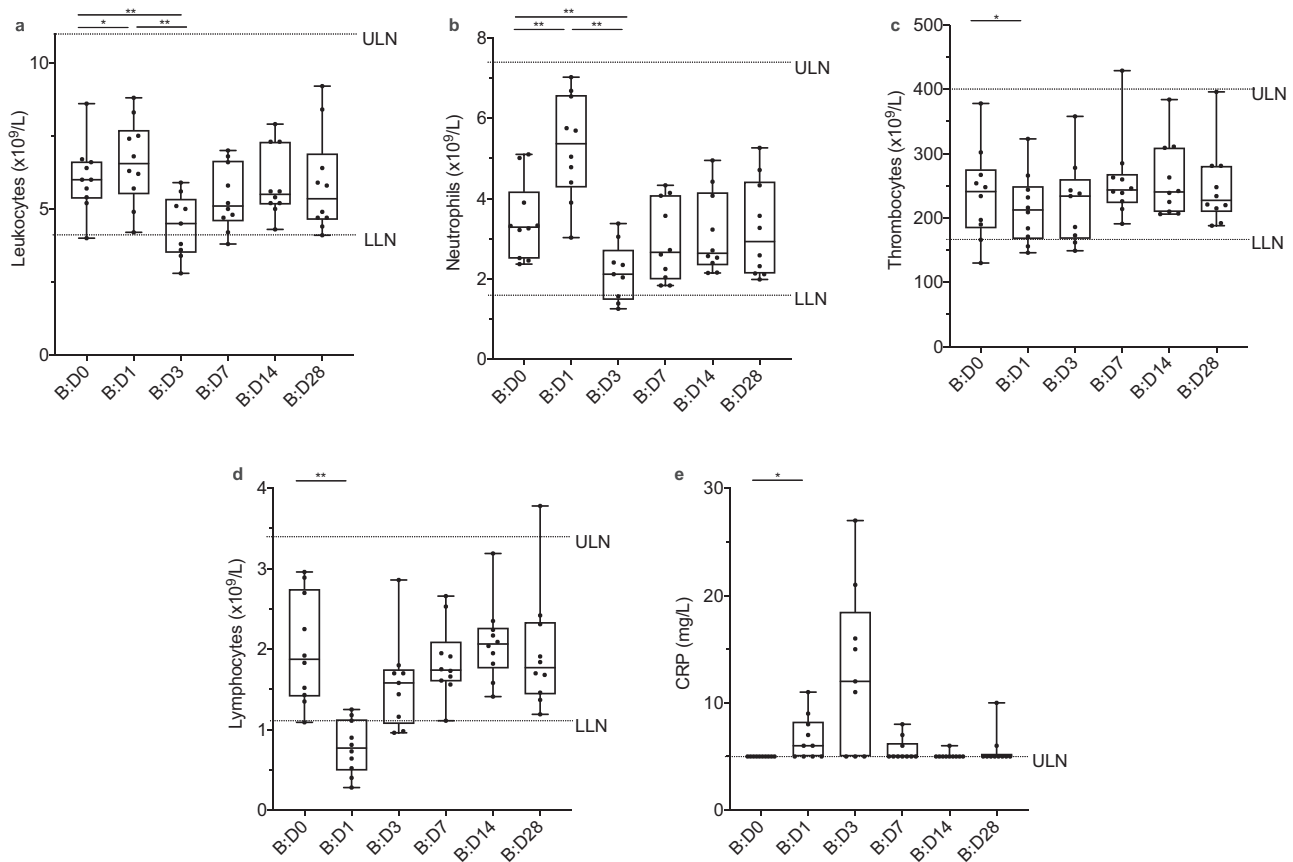 a
** 
* **
ULN
LLN
Leukocytes (x10⁹/L)
10
5
0
B:D0 B:D1 B:D3 B:D7 B:D14 B:D28
b
**
** **
ULN
LLN
Neutrophilis (x10⁹/L)
8
6
4
2
0
B:D0 B:D1 B:D3 B:D7 B:D14 B:D28
c
*
ULN
LLN
Thrombocytes (x10⁹/L)
500
400
300
200
100
0
B:D0 B:D1 B:D3 B:D7 B:D14 B:D28
d
**
ULN
LLN
Lymphocytes (x10⁹/L)
4
3
2
1
0
B:D0 B:D1 B:D3 B:D7 B:D14 B:D28
e
*
ULN
CRP (mg/L)
30
20
10
0
B:D0 B:D1 B:D3 B:D7 B:D14 B:D28